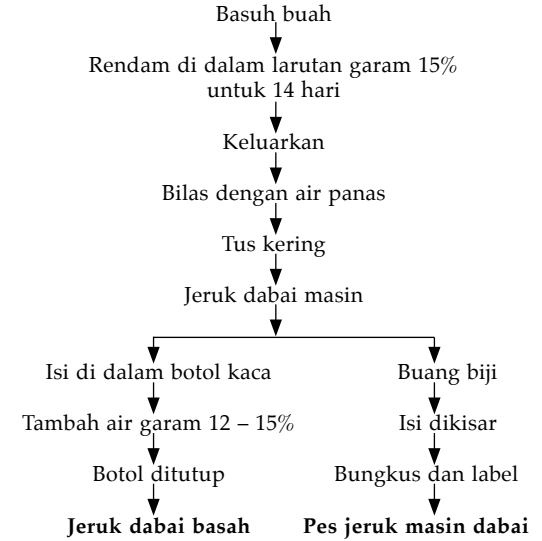 Basuh buah
Rendam di dalam larutan garam 15%
untuk 14 hari
Keluarkan
Bilas dengan air panas
Tus kering
Jeruk dabai masin
Isi di dalam botol kaca
Tambah air garam 12 – 15%
Botol ditutup
Jeruk dabai basah
Buang biji
Isi dikisar
Bungkus dan label
Pes jeruk masin dabai